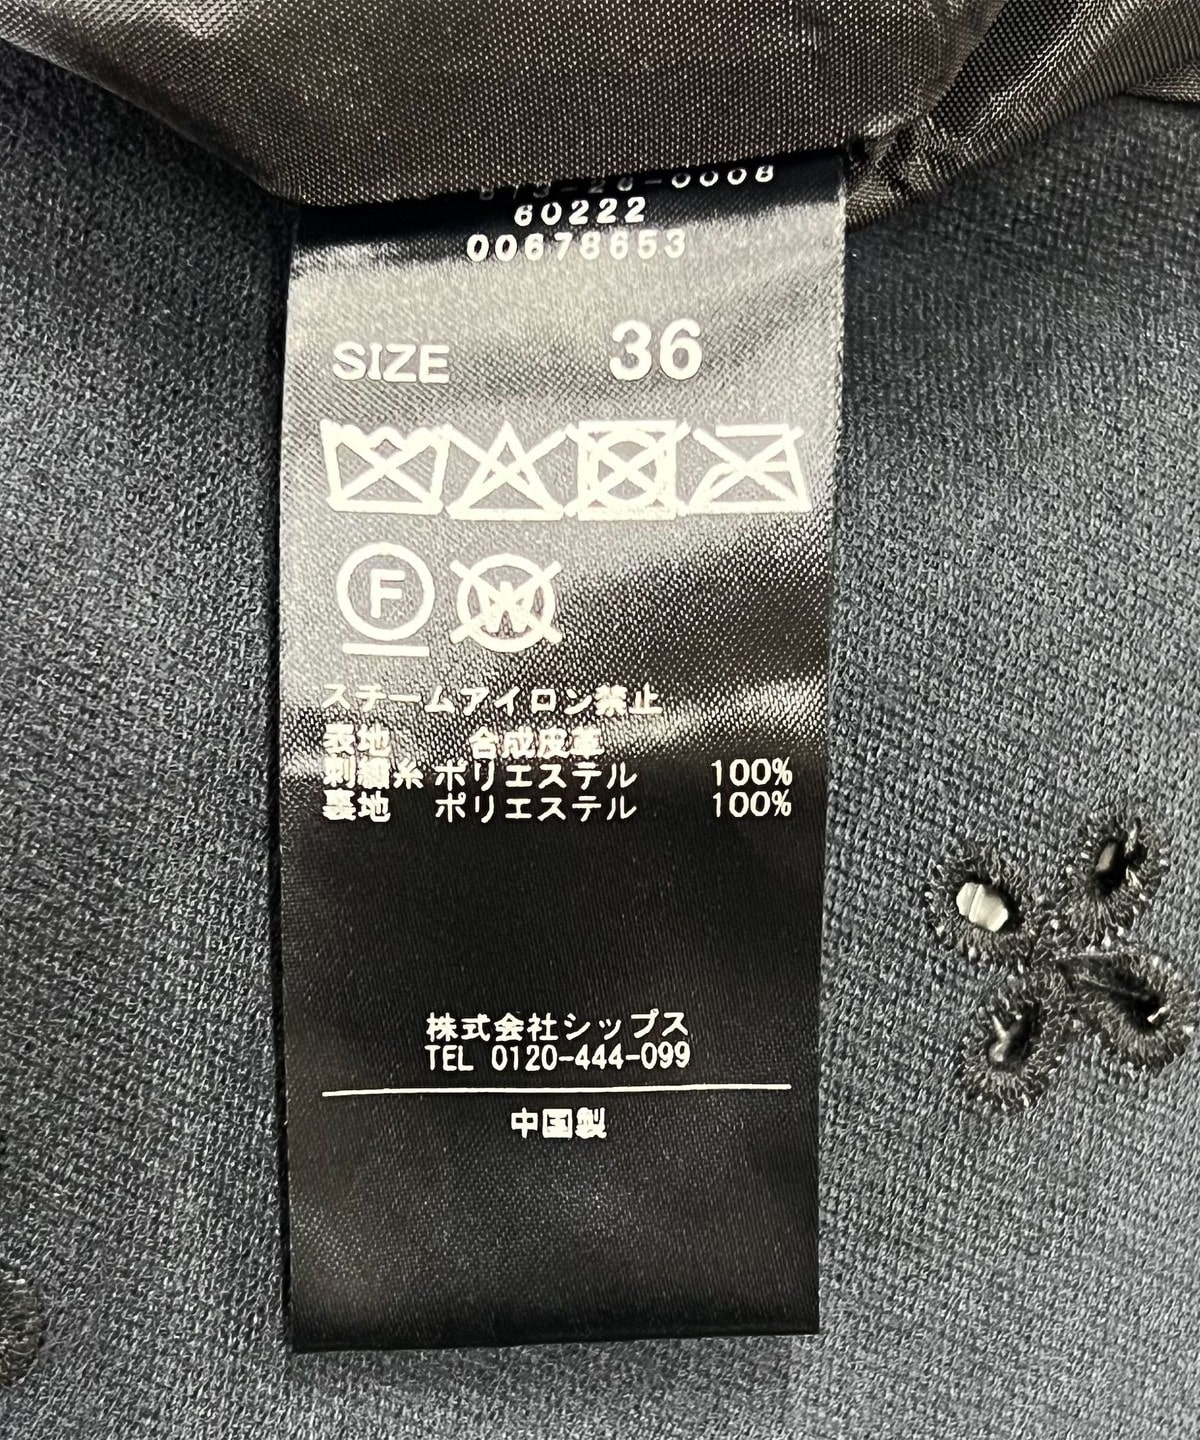 60222
00678653
SIZE 36
F
W
スチームアイロン禁止
表地 合成皮革
刺繍糸 ポリエステル 100%
裏地 ポリエステル 100%
株式会社シップス
TEL 0120-444-099
中国製